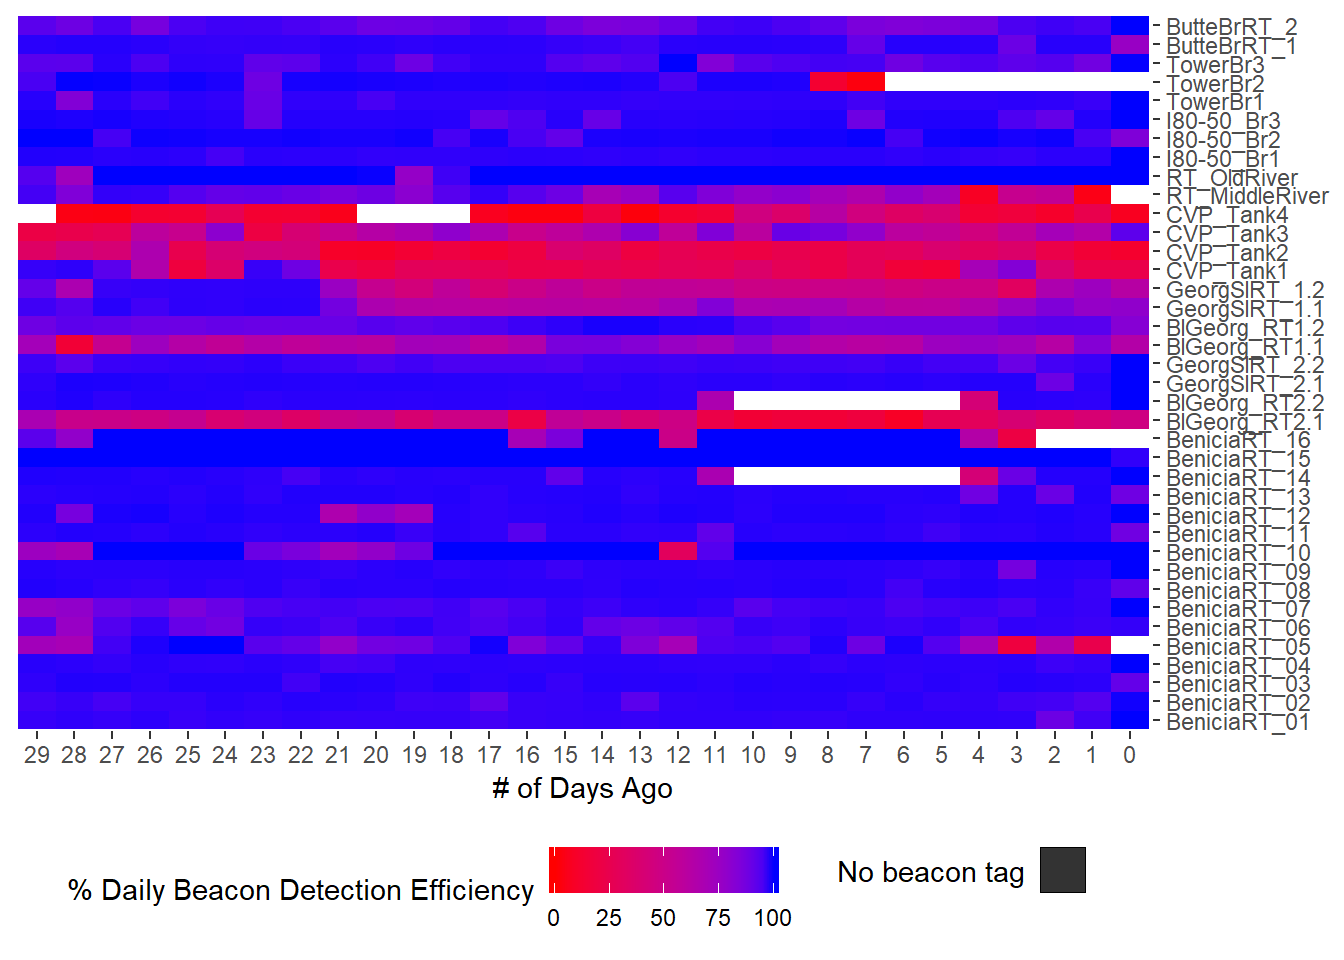 ButteBrRT_2
ButteBrRT_1
TowerBr3
TowerBr2
TowerBr1
I80-50_Br3
I80-50_Br2
I80-50_Br1
RT_OldRiver
RT_MiddleRiver
CVP_Tank4
CVP_Tank3
CVP_Tank2
CVP_Tank1
GeorgSlRT_1.2
GeorgSlRT_1.1
BlGeorg_RT1.2
BlGeorg_RT1.1
GeorgSlRT_2.2
GeorgSlRT_2.1
BlGeorg_RT2.2
BlGeorg_RT2.1
BeniciaRT_16
BeniciaRT_15
BeniciaRT_14
BeniciaRT_13
BeniciaRT_12
BeniciaRT_11
BeniciaRT_10
BeniciaRT_09
BeniciaRT_08
BeniciaRT_07
BeniciaRT_06
BeniciaRT_05
BeniciaRT_04
BeniciaRT_03
BeniciaRT_02
BeniciaRT_01
29 28 27 26 25 24 23 22 21 20 19 18 17 16 15 14 13 12 11 10 9 8 7 6 5 4 3 2 1 0
# of Days Ago
% Daily Beacon Detection Efficiency
0 25 50 75 100
No beacon tag